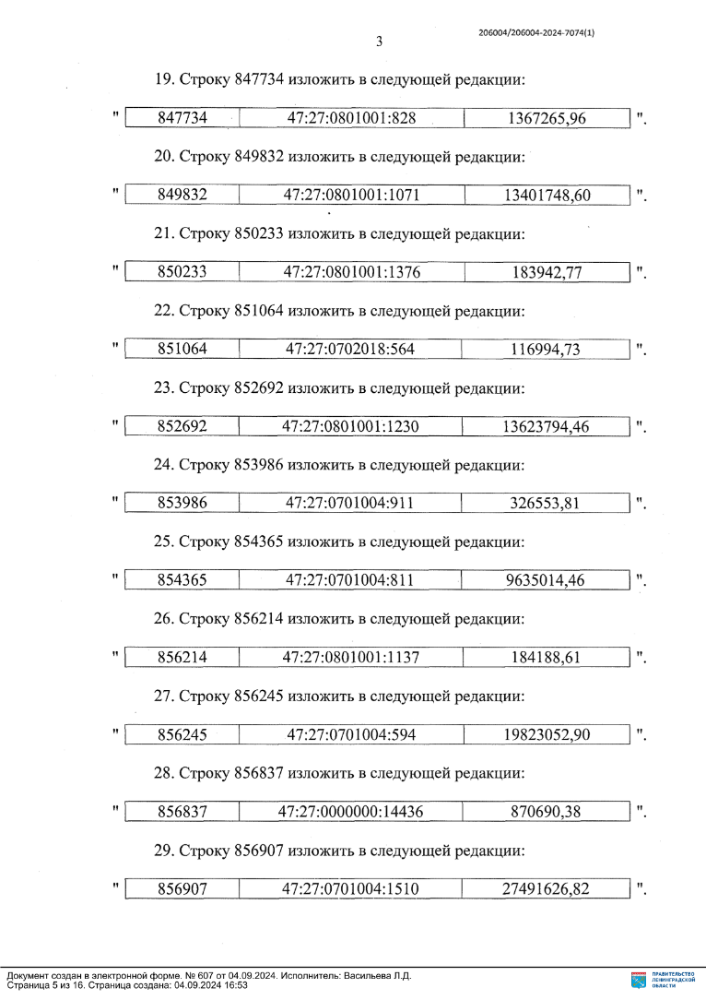 206004/206004-2024-7074(1)
3
19. Строку 847734 изложить в следующей редакции:
" 847734 47:27:0801001:828 1367265,96 ".
20. Строку 849832 изложить в следующей редакции:
" 849832 47:27:0801001:1071 13401748,60 ".
21. Строку 850233 изложить в следующей редакции:
" 850233 47:27:0801001:1376 183942,77 ".
22. Строку 851064 изложить в следующей редакции:
" 851064 47:27:0702018:564 116994,73 ".
23. Строку 852692 изложить в следующей редакции:
" 852692 47:27:0801001:1230 13623794,46 ".
24. Строку 853986 изложить в следующей редакции:
" 853986 47:27:0701004:911 326553,81 ".
25. Строку 854365 изложить в следующей редакции:
" 854365 47:27:0701004:811 9635014,46 ".
26. Строку 856214 изложить в следующей редакции:
" 856214 47:27:0801001:1137 184188,61 ".
27. Строку 856245 изложить в следующей редакции:
" 856245 47:27:0701004:594 19823052,90 ".
28. Строку 856837 изложить в следующей редакции:
" 856837 47:27:0000000:14436 870690,38 ".
29. Строку 856907 изложить в следующей редакции:
" 856907 47:27:0701004:1510 27491626,82 ".
Документ создан в электронной форме. № 607 от 04.09.2024. Исполнитель: Васильева Л.Д.
Страница 5 из 16. Страница создана: 04.09.2024 16:53
ПРАВИТЕЛЬСТВО
ЛЕНИНГРАДСКОЙ
ОБЛАСТИ